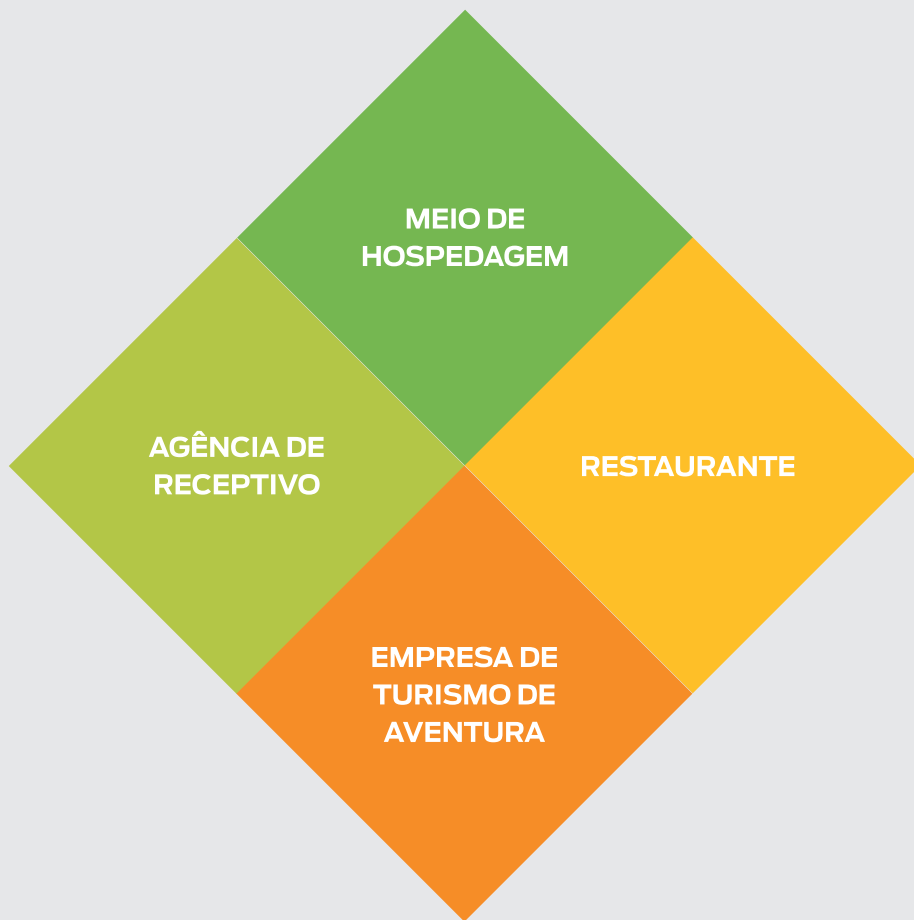 MEIO DE
HOSPEDAGEM
AGÊNCIA DE
RECEPTIVO
RESTAURANTE
EMPRESA DE
TURISMO DE
AVENTURA